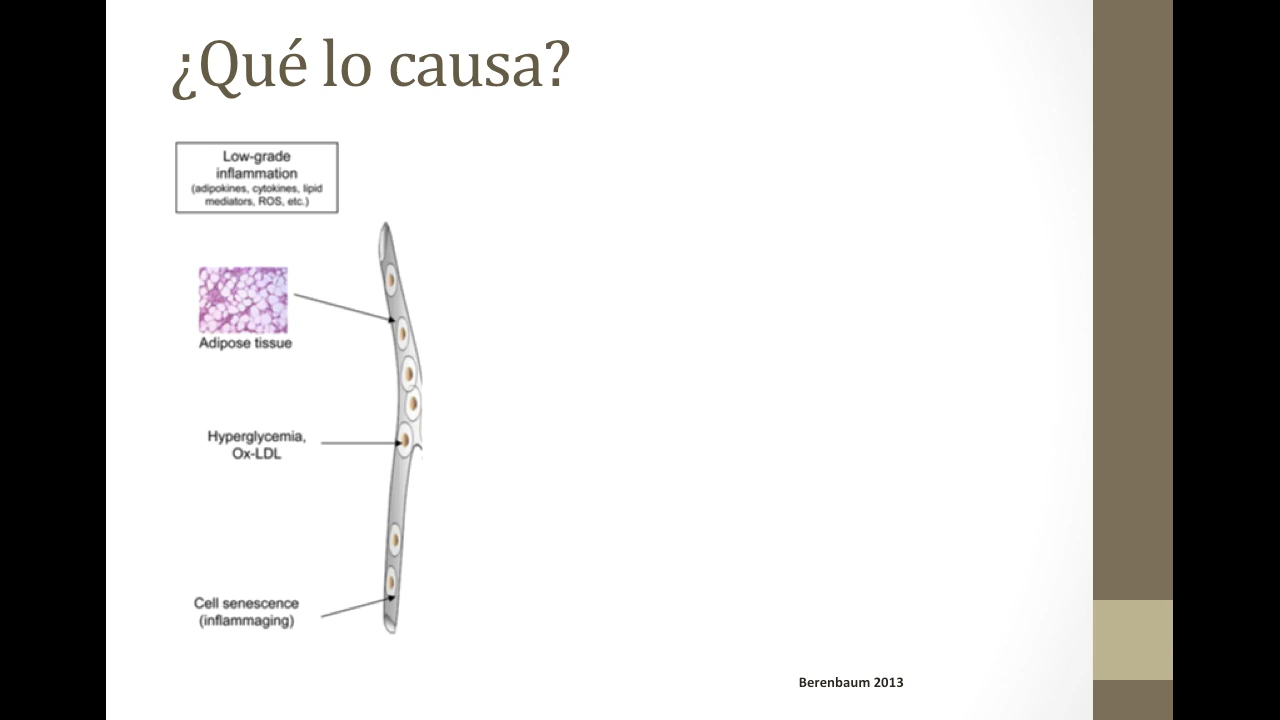 ¿Qué lo causa?
Low-grade
inflammation
(adipokines, cytokines, lipid
mediators, ROS, etc.)
Adipose tissue
Hyperglycemia,
Ox-LDL
Cell senescence
(inflammaging)
Berenbaum 2013